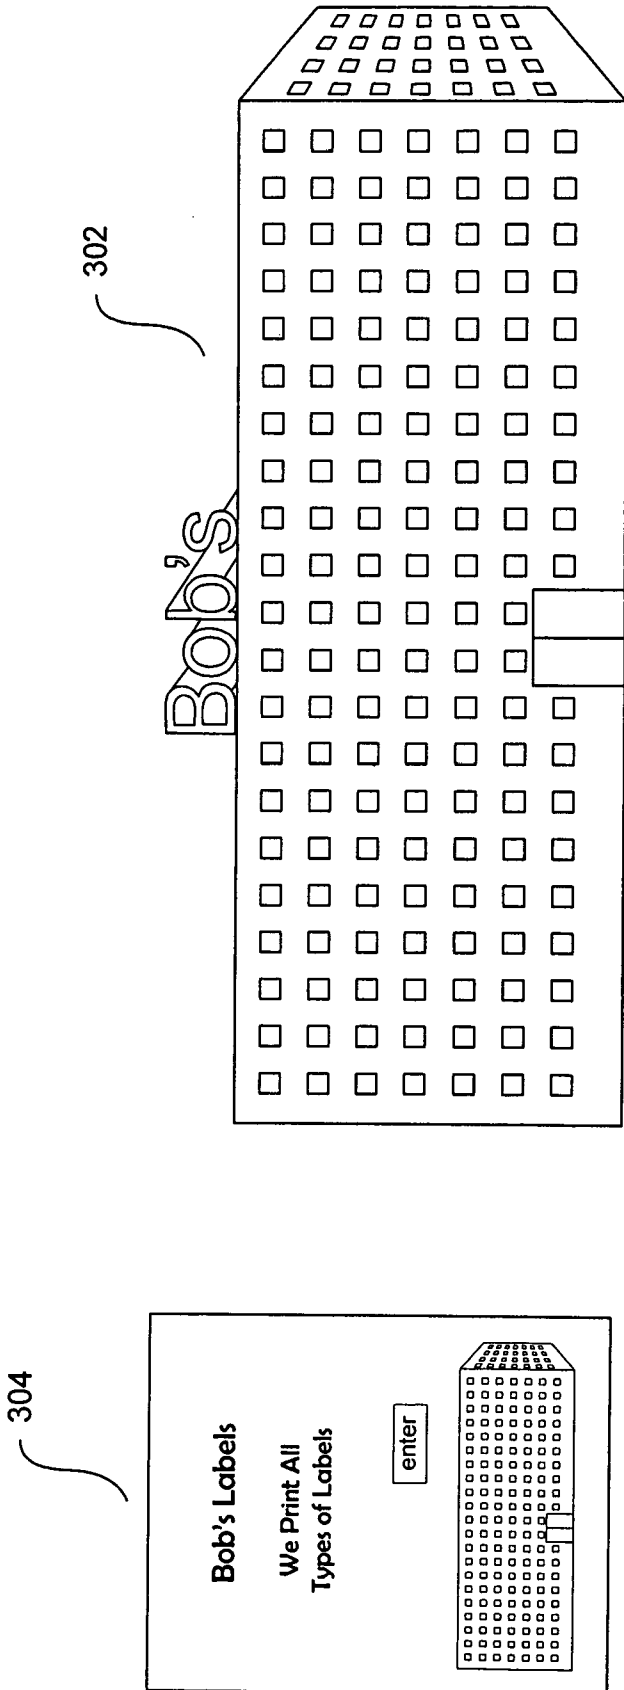 304
Bob's Labels
We Print All
Types of Labels
enter
302
Bob's